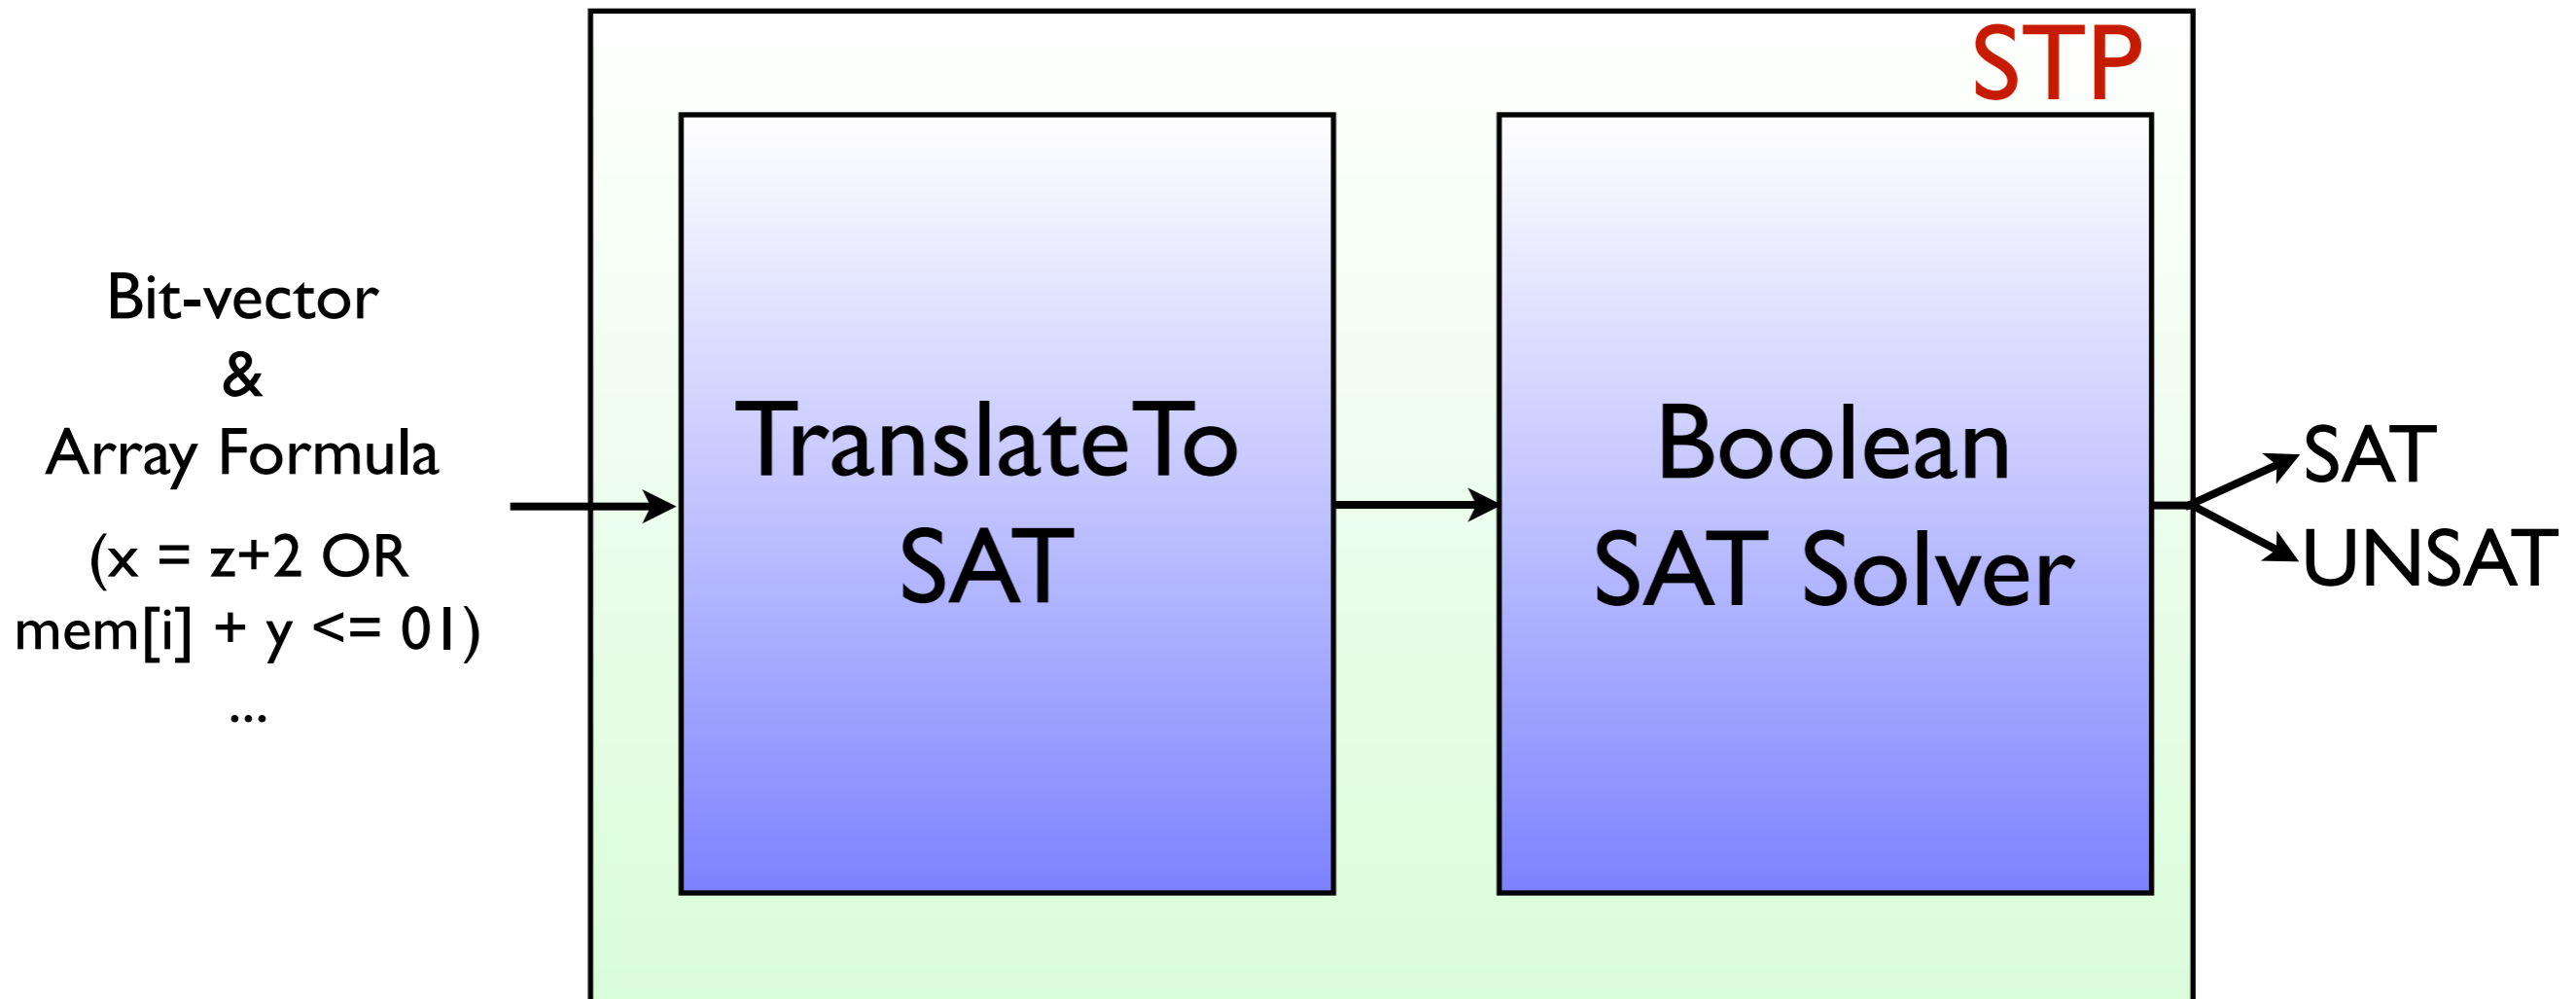 STP
Bit-vector
&
Array Formula
(x = z+2 OR
mem[i] + y <= 01)
...
TranslateTo
SAT
Boolean
SAT Solver
SAT
UNSAT